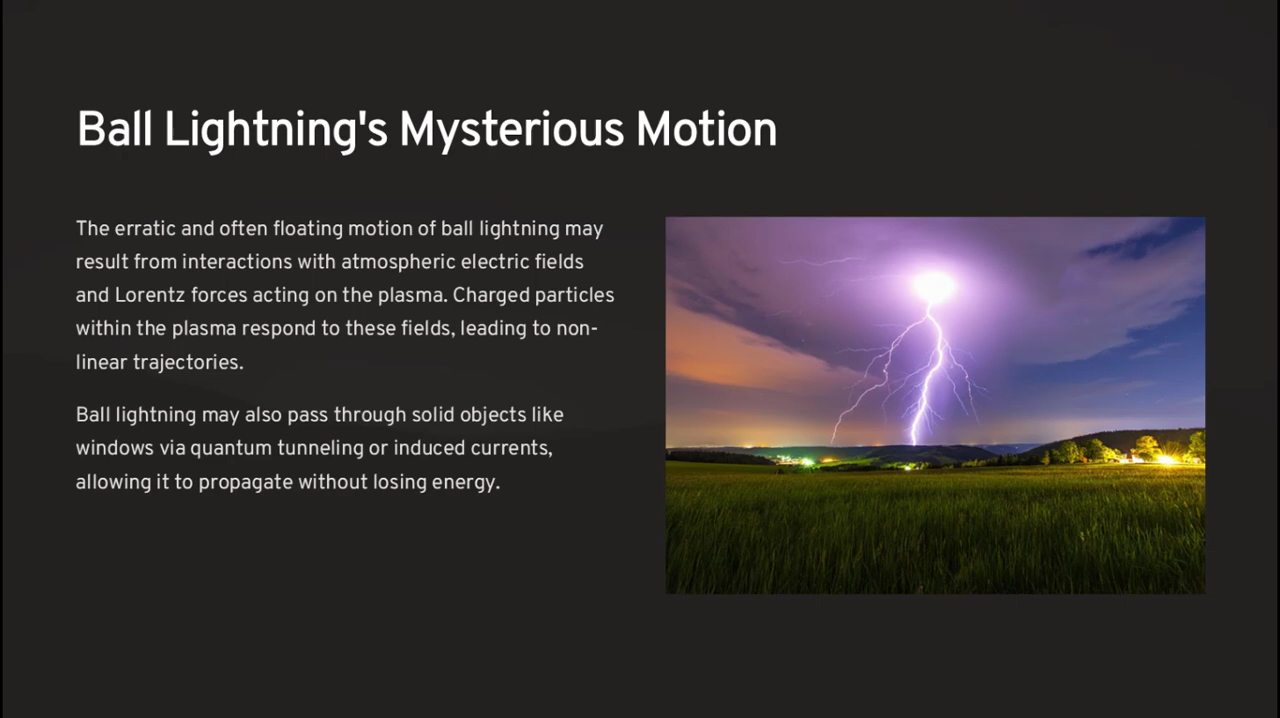 Ball Lightning's Mysterious Motion
The erratic and often floating motion of ball lightning may
result from interactions with atmospheric electric fields
and Lorentz forces acting on the plasma. Charged particles
within the plasma respond to these fields, leading to non-
linear trajectories.
Ball lightning may also pass through solid objects like
windows via quantum tunneling or induced currents,
allowing it to propagate without losing energy.